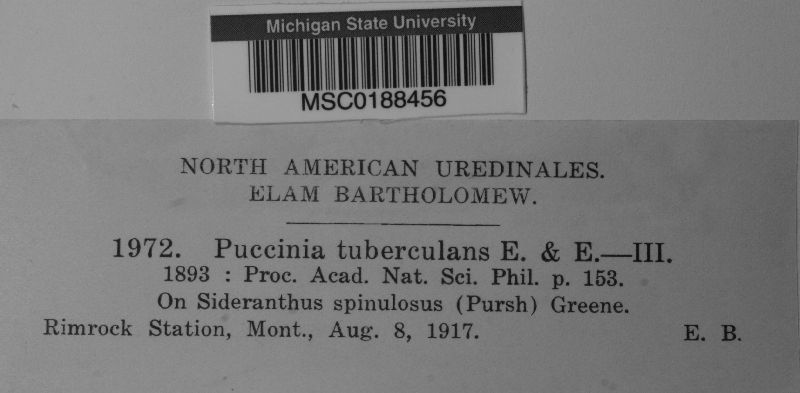 Michigan State University
MSC0188456
NORTH AMERICAN UREDINALES.
ELAM BARTHOLOMEW.
1972. Puccinia tuberculans E. & E.—III.
1893 : Proc. Acad. Nat. Sci. Phil. p. 153.
On Sideranthus spinulosus (Pursh) Greene.
Rimrock Station, Mont., Aug. 8, 1917. E. B.